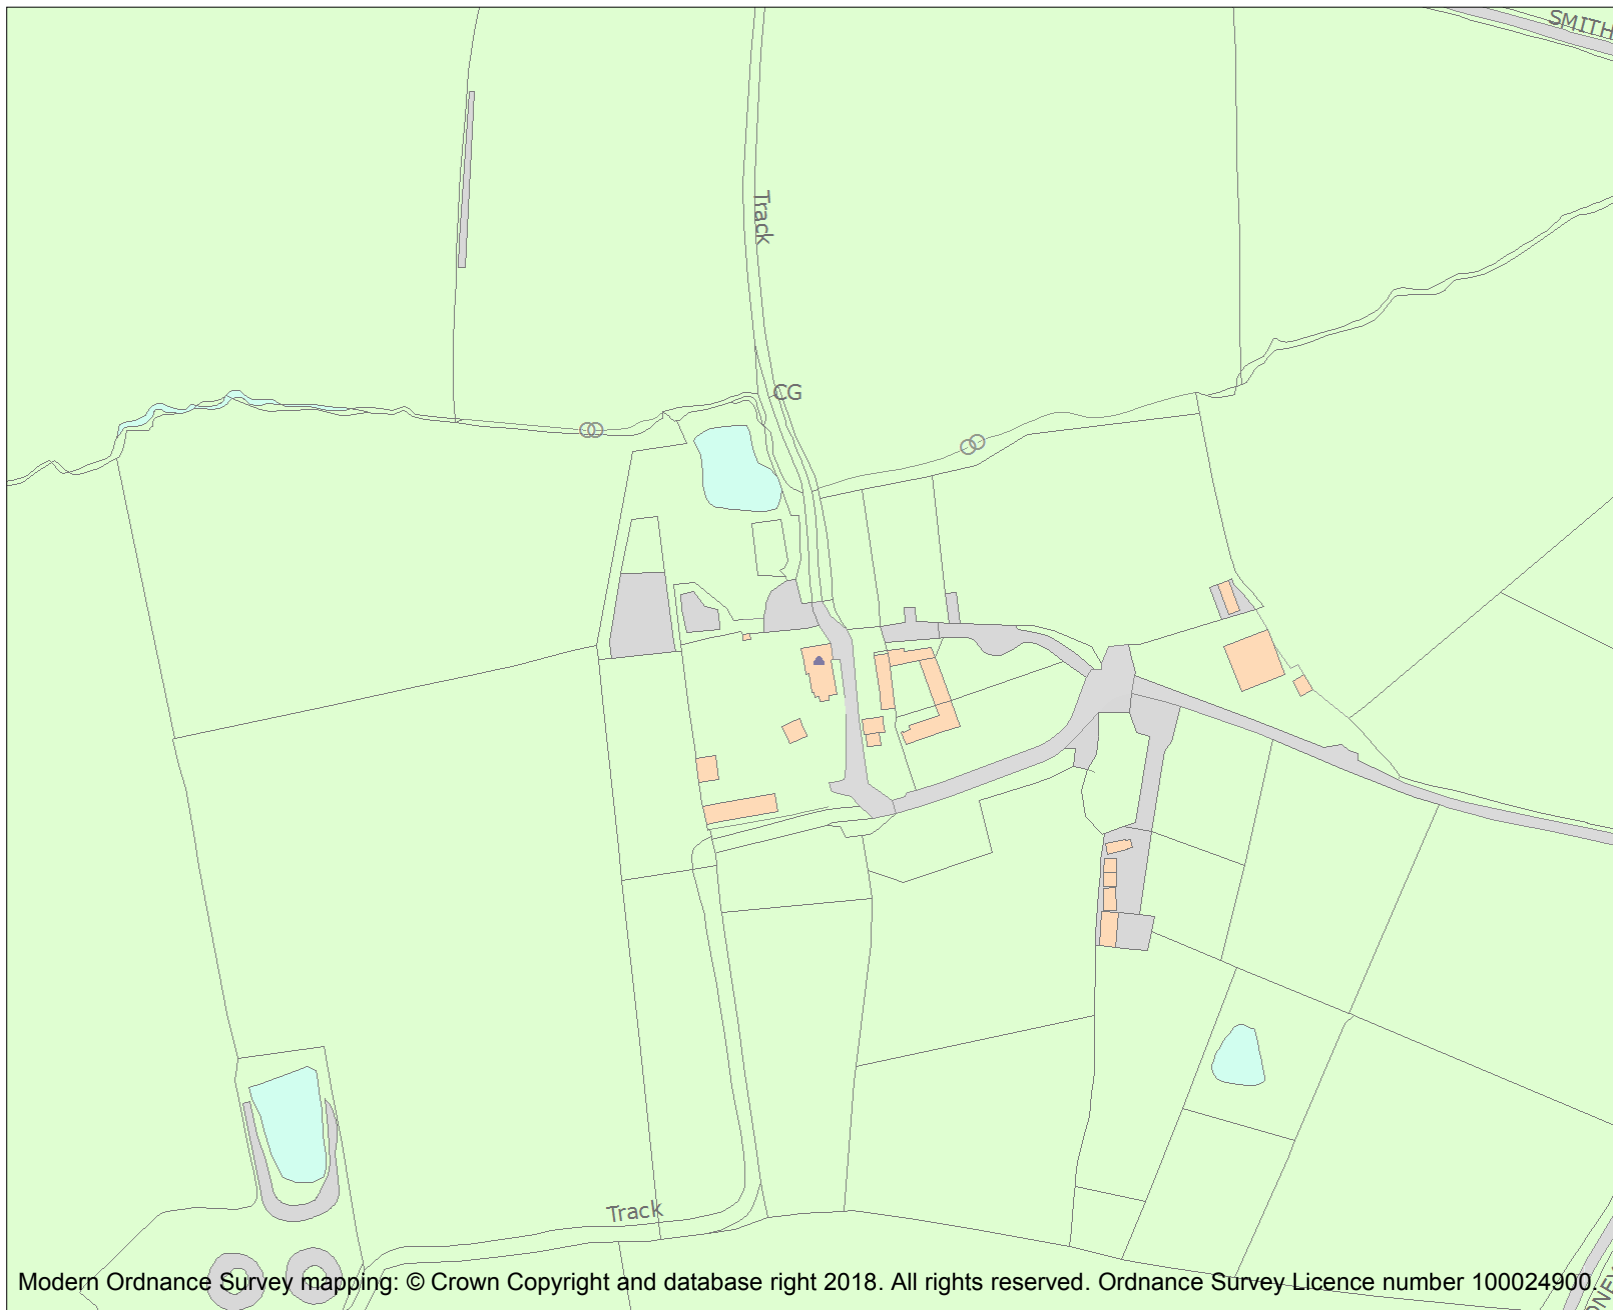 SMITH
Track
CG
Track
Modern Ordnance Survey mapping: © Crown Copyright and database right 2018. All rights reserved. Ordnance Survey Licence number 100024900.